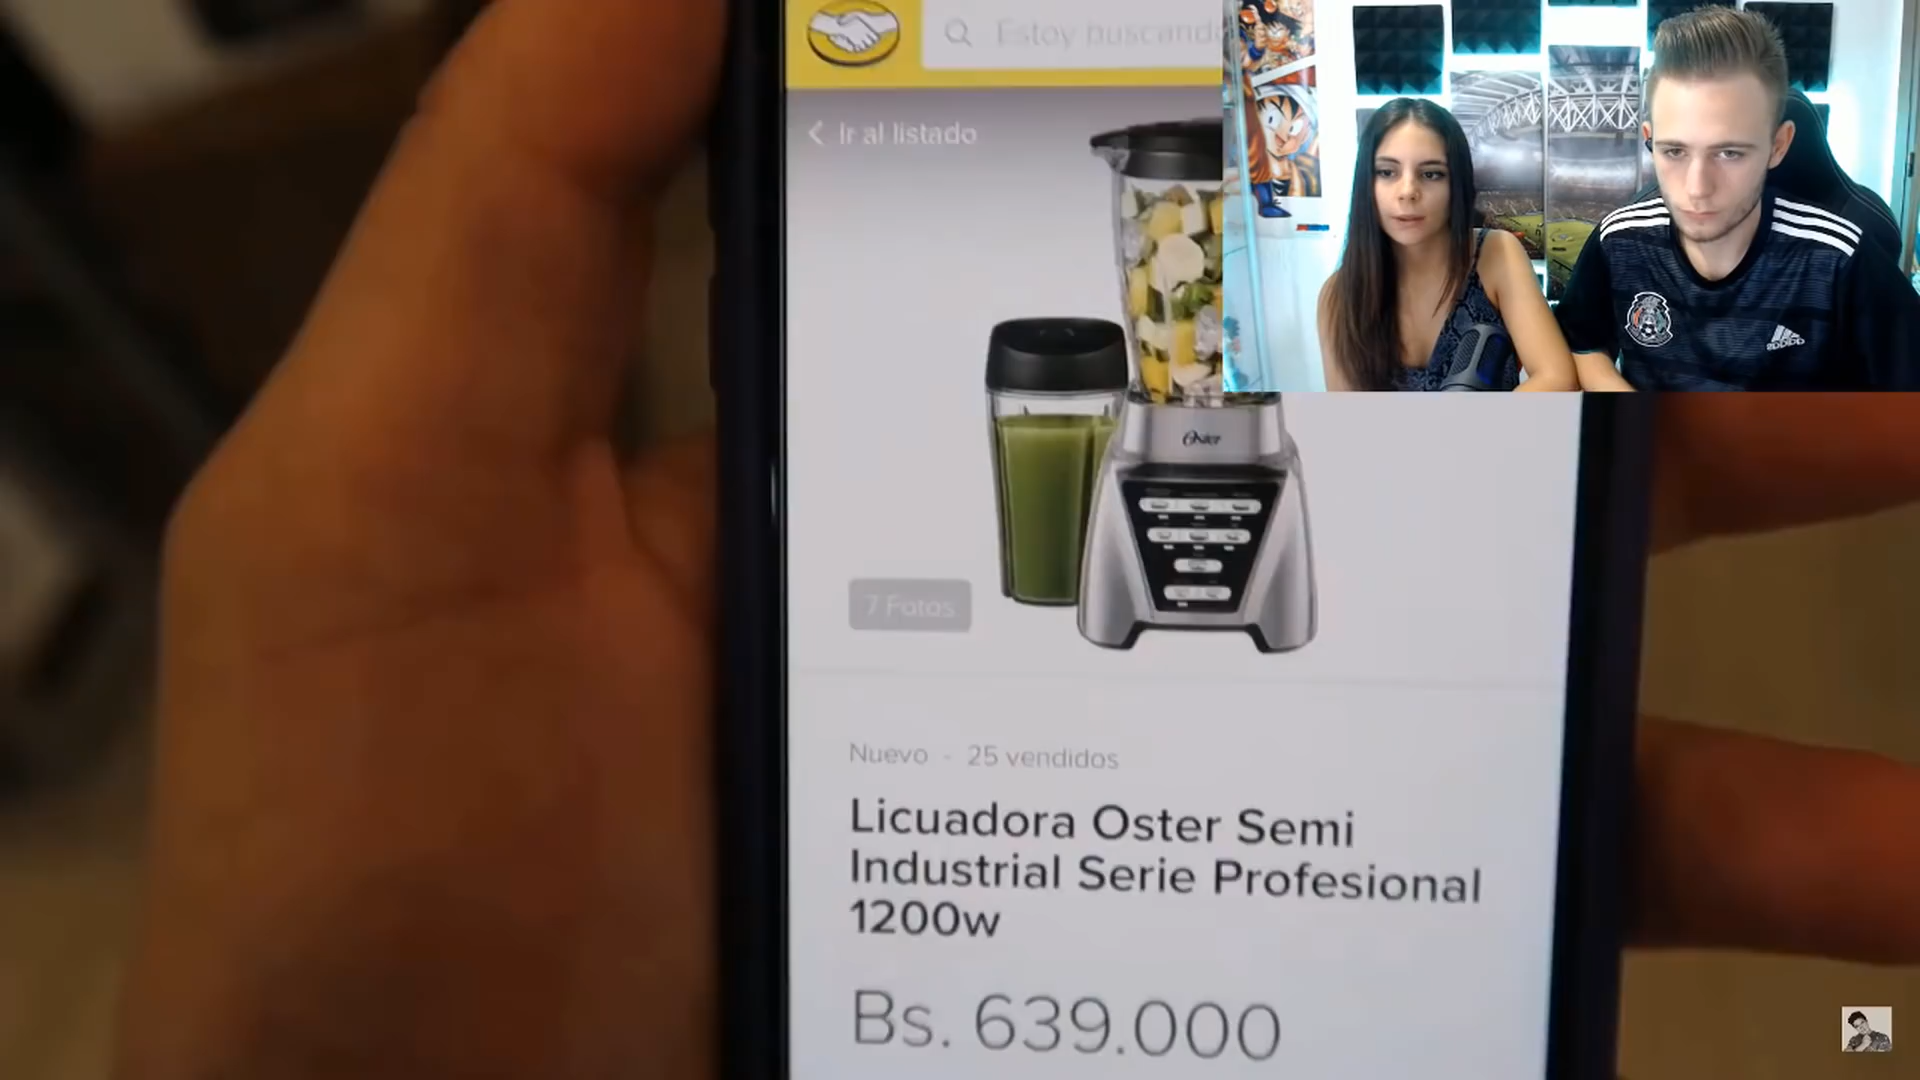 Estoy buscando
Ir al listado
Oster
7 Fotos
Nuevo - 25 vendidos
Licuadora Oster Semi
Industrial Serie Profesional
1200w
Bs. 639.000
adidas